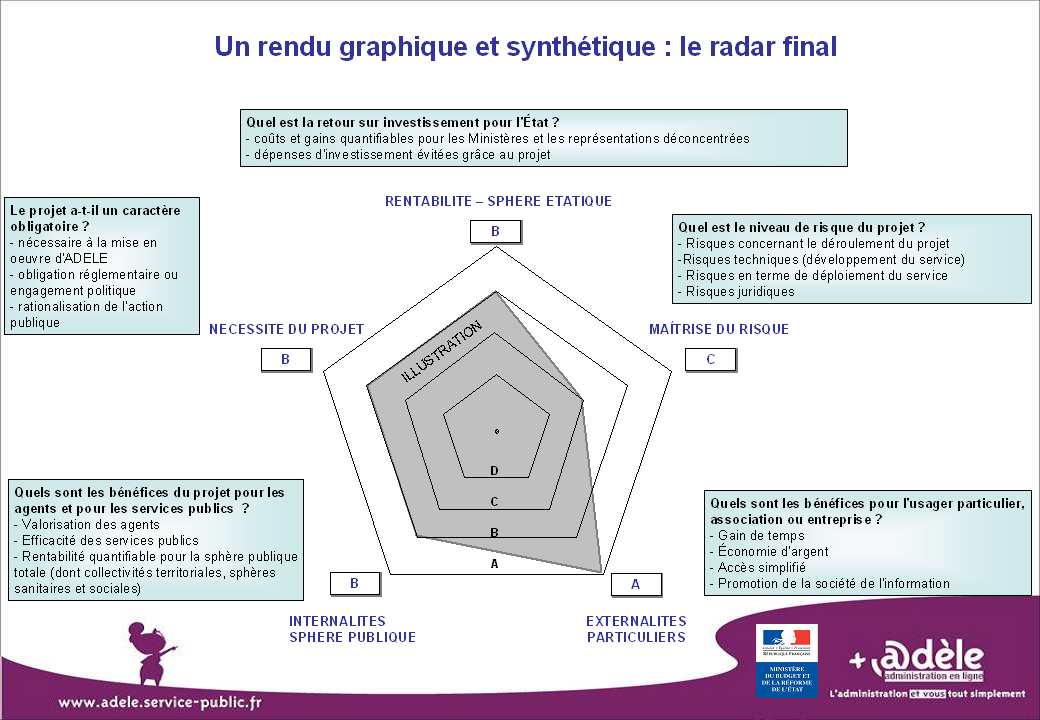 Un rendu graphique et synthétique : le radar final
Quel est la retour sur investissement pour l'État ?
- coûts et gains quantifiables pour les Ministères et les représentations déconcentrées
- dépenses d'investissement évitées grâce au projet
RENTABILITE – SPHERE ETATIQUE
B
Le projet a-t-il un caractère
obligatoire ?
- nécessaire à la mise en
oeuvre d'ADELE
- obligation réglementaire ou
engagement politique
- rationalisation de l'action
publique
Quel est le niveau de risque du projet ?
- Risques concernant le déroulement du projet
-Risques techniques (développement du service)
- Risques en terme de déploiement du service
- Risques juridiques
NECESSITE DU PROJET
B
MAÎTRISE DU RISQUE
C
ILLUSTRATION
D
C
B
A
Quels sont les bénéfices du projet pour les
agents et pour les services publics ?
- Valorisation des agents
- Efficacité des services publics
- Rentabilité quantifiable pour la sphère publique
totale (dont collectivités territoriales, sphères
sanitaires et sociales)
Quels sont les bénéfices pour l'usager particulier,
association ou entreprise ?
- Gain de temps
- Économie d'argent
- Accès simplifié
- Promotion de la société de l'information
B
INTERNALITES
SPHERE PUBLIQUE
A
EXTERNALITES
PARTICULIERS
www.adele.service-public.fr
Liberté • Égalité • Fraternité
RÉPUBLIQUE FRANÇAISE
MINISTÈRE
DU BUDGET ET
DE LA RÉFORME
DE L'ÉTAT
+ @dèle
administration en ligne
L'administration et vous tout simplement